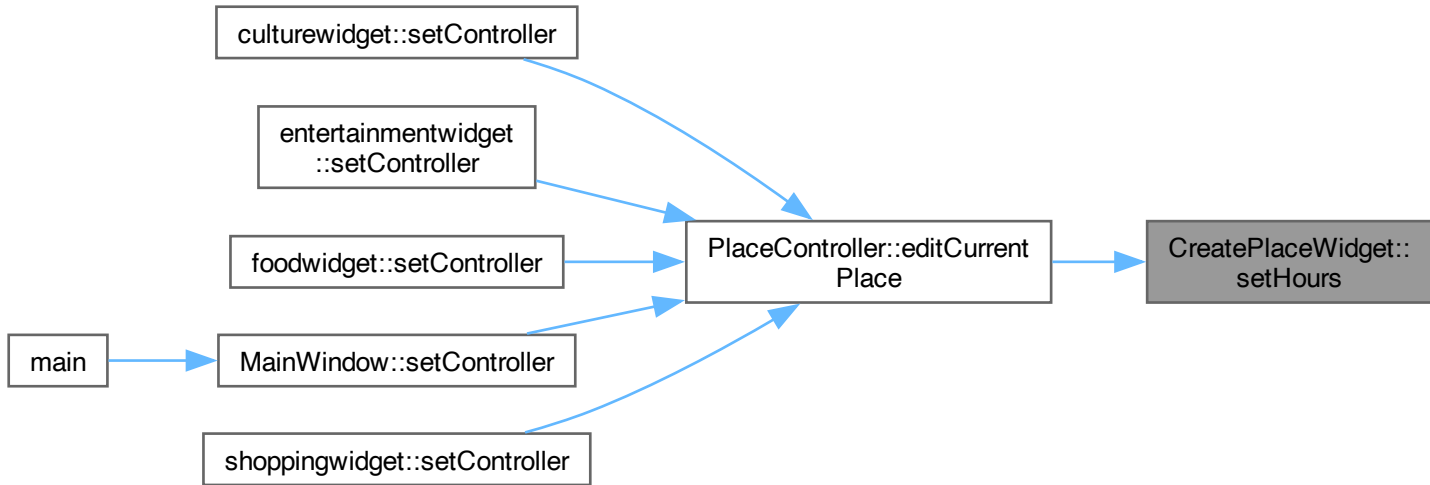 culturewidget::setController
entertainmentwidget
::setController
foodwidget::setController
main
MainWindow::setController
shoppingwidget::setController
PlaceController::editCurrent
Place
CreatePlaceWidget::
setHours